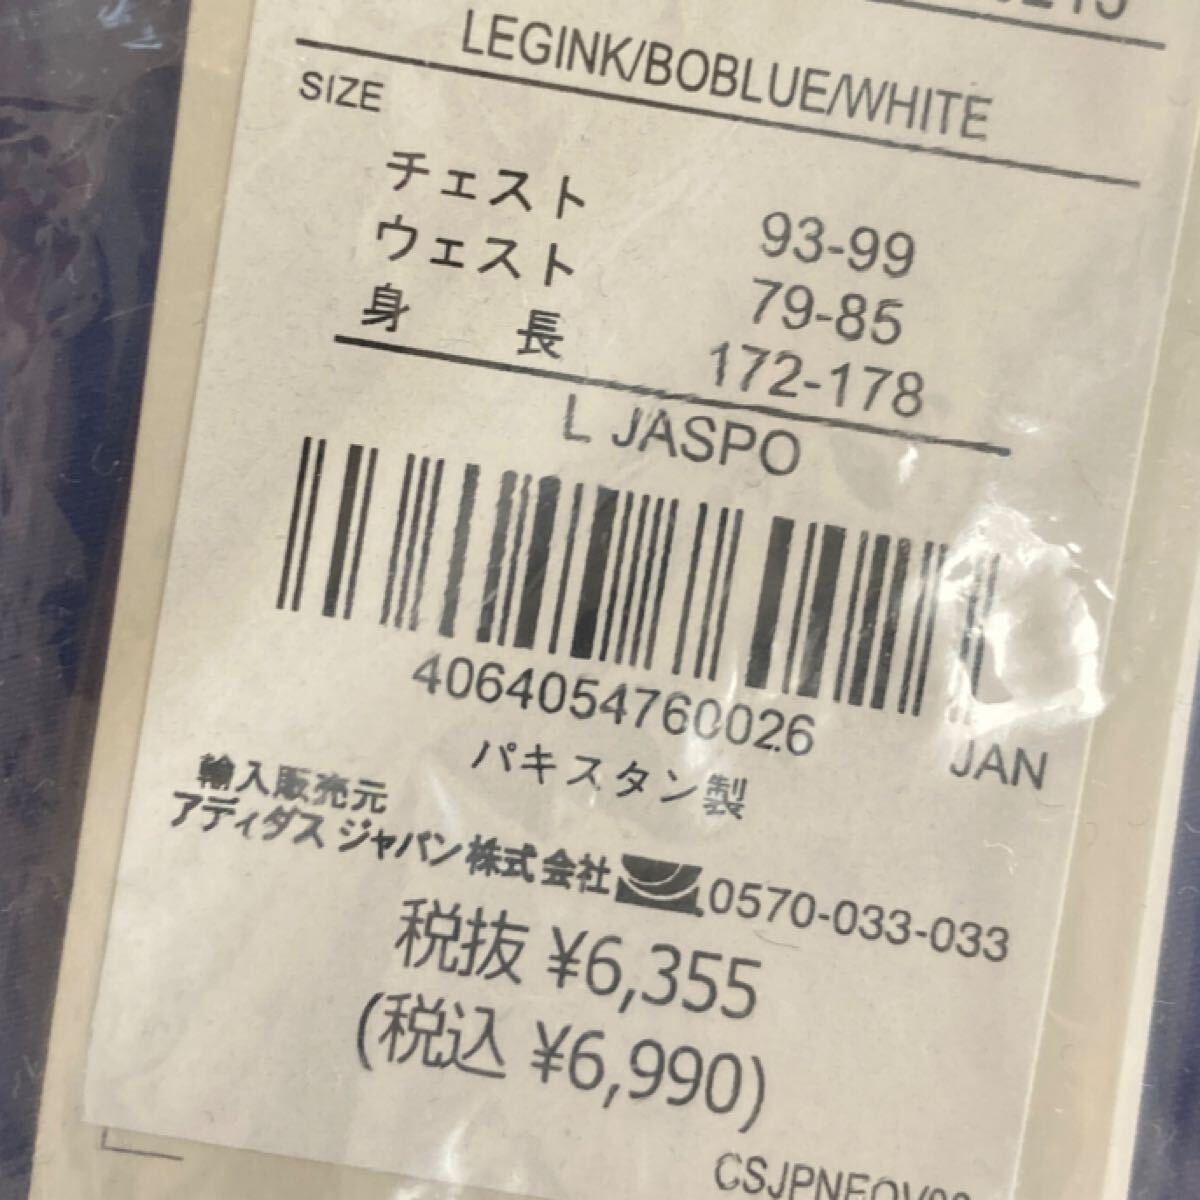 LEGINK/BOBLUE/WHITE
SIZE
チェスト 93-99
ウェスト 79-85
身 長 172-178
L JASPO
4064054760026 JAN
パキスタン製
輸入販売元
アディダス ジャパン株式会社 0570-033-033
税抜 ¥6,355
(税込 ¥6,990)